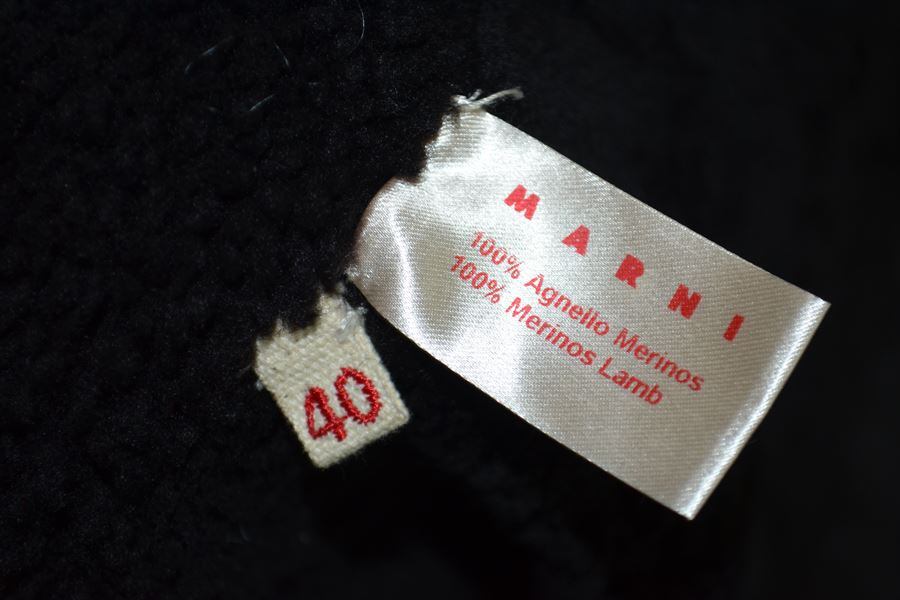 MARNI
100% Agnello Merinos
100% Merinos Lamb
40